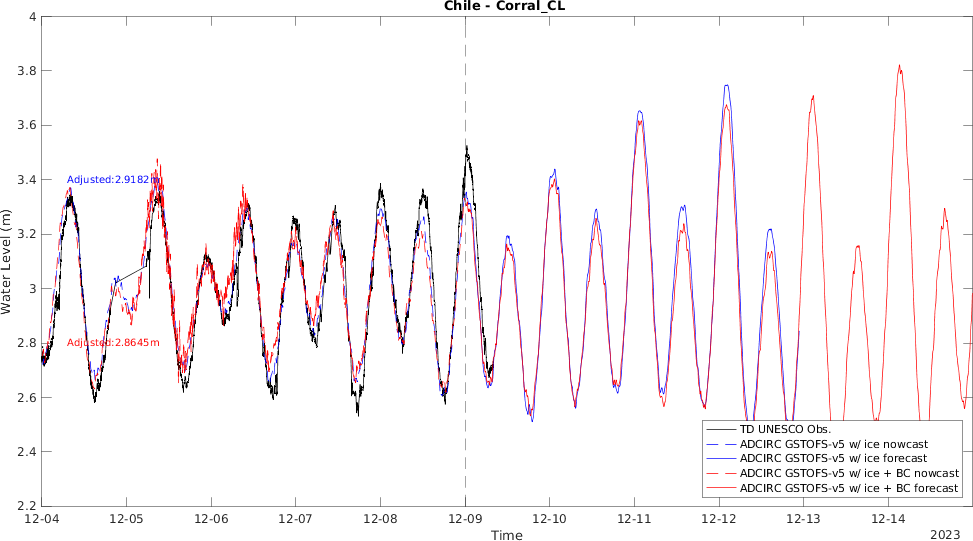 Chile - Corral_CL
4
3.8
3.6
3.4
3.2
3
2.8
2.6
2.4
2.2
Water Level (m)
Adjusted:2.9182m
Adjusted:2.8645m
TD UNESCO Obs.
ADCIRC GSTOFS-v5 w/ ice nowcast
ADCIRC GSTOFS-v5 w/ ice forecast
ADCIRC GSTOFS-v5 w/ ice + BC nowcast
ADCIRC GSTOFS-v5 w/ ice + BC forecast
12-04 12-05 12-06 12-07 12-08 12-09 12-10 12-11 12-12 12-13 12-14
Time
2023